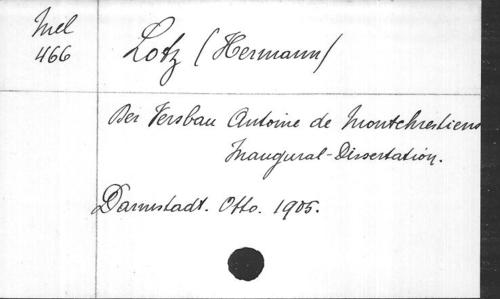 Mel
466
Lotz (Hermann)
Der Versbau Antoine de Montchrestiens
Inaugural-Dissertation.
Darmstadt. Otto. 1905.